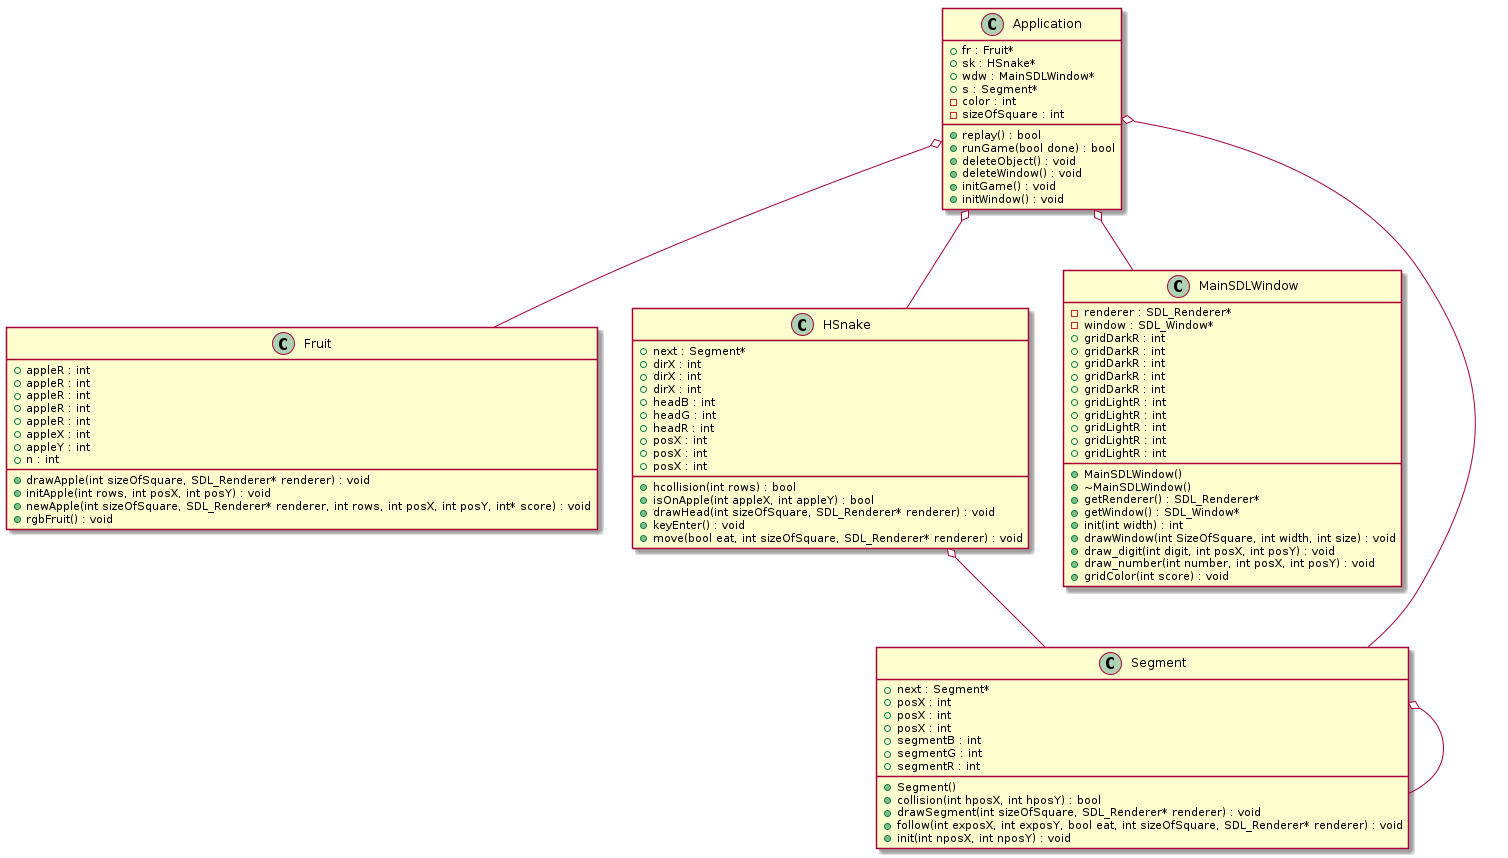 C Application
fr : Fruit*
sk : HSnake*
wdw : MainSDLWindow*
s : Segment*
color : int
sizeOfSquare : int
replay() : bool
runGame(bool done) : bool
deleteObject() : void
deleteWindow() : void
initGame() : void
initWindow() : void
C Fruit
appleR : int
appleR : int
appleR : int
appleR : int
appleR : int
appleX : int
appleY : int
n : int
drawApple(int sizeOfSquare, SDL_Renderer* renderer) : void
initApple(int rows, int posX, int posY) : void
newApple(int sizeOfSquare, SDL_Renderer* renderer, int rows, int posX, int posY, int* score) : void
rgbFruit() : void
C HSnake
next : Segment*
dirX : int
dirX : int
dirX : int
headB : int
headG : int
headR : int
posX : int
posX : int
posX : int
hcollision(int rows) : bool
isOnApple(int appleX, int appleY) : bool
drawHead(int sizeOfSquare, SDL_Renderer* renderer) : void
keyEnter() : void
move(bool eat, int sizeOfSquare, SDL_Renderer* renderer) : void
C MainSDLWindow
renderer : SDL_Renderer*
window : SDL_Window*
gridDarkR : int
gridDarkR : int
gridDarkR : int
gridDarkR : int
gridDarkR : int
gridLightR : int
gridLightR : int
gridLightR : int
gridLightR : int
gridLightR : int
MainSDLWindow()
~MainSDLWindow()
getRenderer() : SDL_Renderer*
getWindow() : SDL_Window*
init(int width) : int
drawWindow(int SizeOfSquare, int width, int size) : void
draw_digit(int digit, int posX, int posY) : void
draw_number(int number, int posX, int posY) : void
gridColor(int score) : void
C Segment
next : Segment*
posX : int
posX : int
posX : int
segmentB : int
segmentG : int
segmentR : int
Segment()
collision(int hposX, int hposY) : bool
drawSegment(int sizeOfSquare, SDL_Renderer* renderer) : void
follow(int exposX, int exposY, bool eat, int sizeOfSquare, SDL_Renderer* renderer) : void
init(int nposX, int nposY) : void